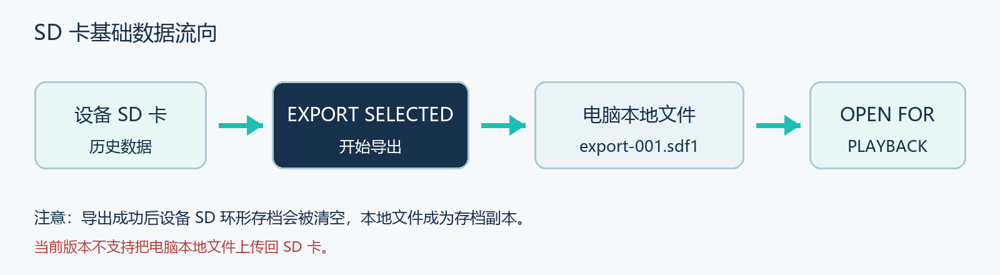 SD 卡基础数据流向
设备 SD 卡
历史数据
EXPORT SELECTED
开始导出
电脑本地文件
export-001.sdf1
OPEN FOR
PLAYBACK
注意：导出成功后设备 SD 环形存档会被清空，本地文件成为存档副本。
当前版本不支持把电脑本地文件上传回 SD 卡。